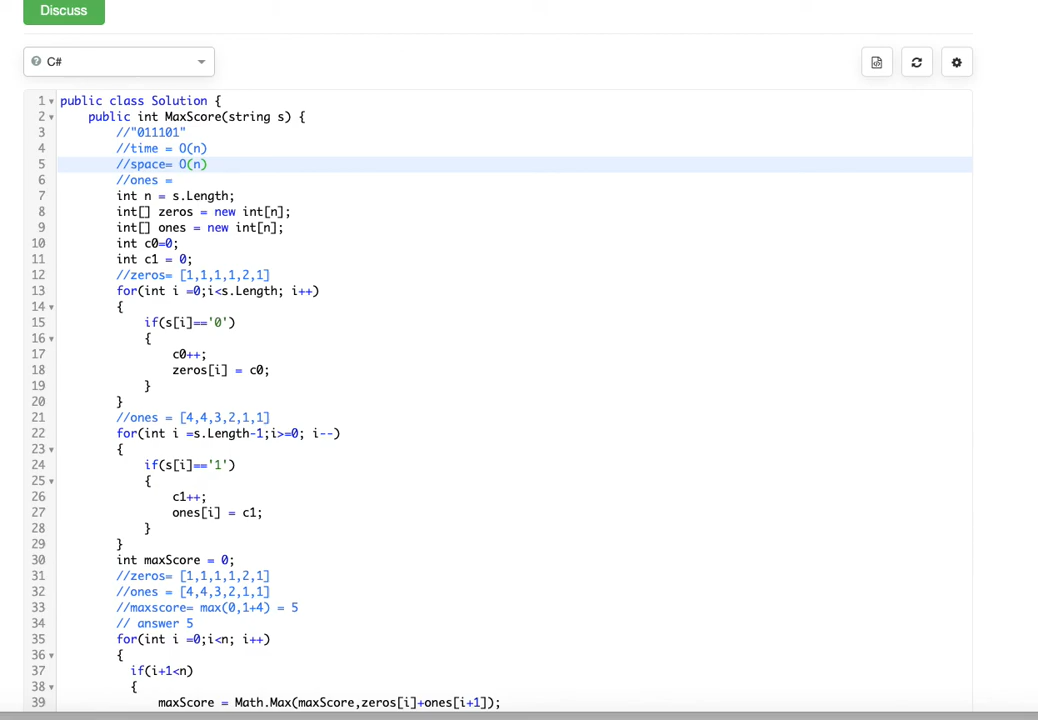 Discuss
C#
1 public class Solution {
2 public int MaxScore(string s) {
3 //"011101"
4 //time = O(n)
5 //space= O(n)
6 //ones =
7 int n = s.Length;
8 int[] zeros = new int[n];
9 int[] ones = new int[n];
10 int c0=0;
11 int c1 = 0;
12 //zeros= [1,1,1,1,2,1]
13 for(int i =0;i<s.Length; i++)
14 {
15 if(s[i]=='0')
16 {
17 c0++;
18 zeros[i] = c0;
19 }
20 }
21 //ones = [4,4,3,2,1,1]
22 for(int i =s.Length-1;i>=0; i--)
23 {
24 if(s[i]=='1')
25 {
26 c1++;
27 ones[i] = c1;
28 }
29 }
30 int maxScore = 0;
31 //zeros= [1,1,1,1,2,1]
32 //ones = [4,4,3,2,1,1]
33 //maxscore= max(0,1+4) = 5
34 // answer 5
35 for(int i =0;i<n; i++)
36 {
37 if(i+1<n)
38 {
39 maxScore = Math.Max(maxScore,zeros[i]+ones[i+1]);